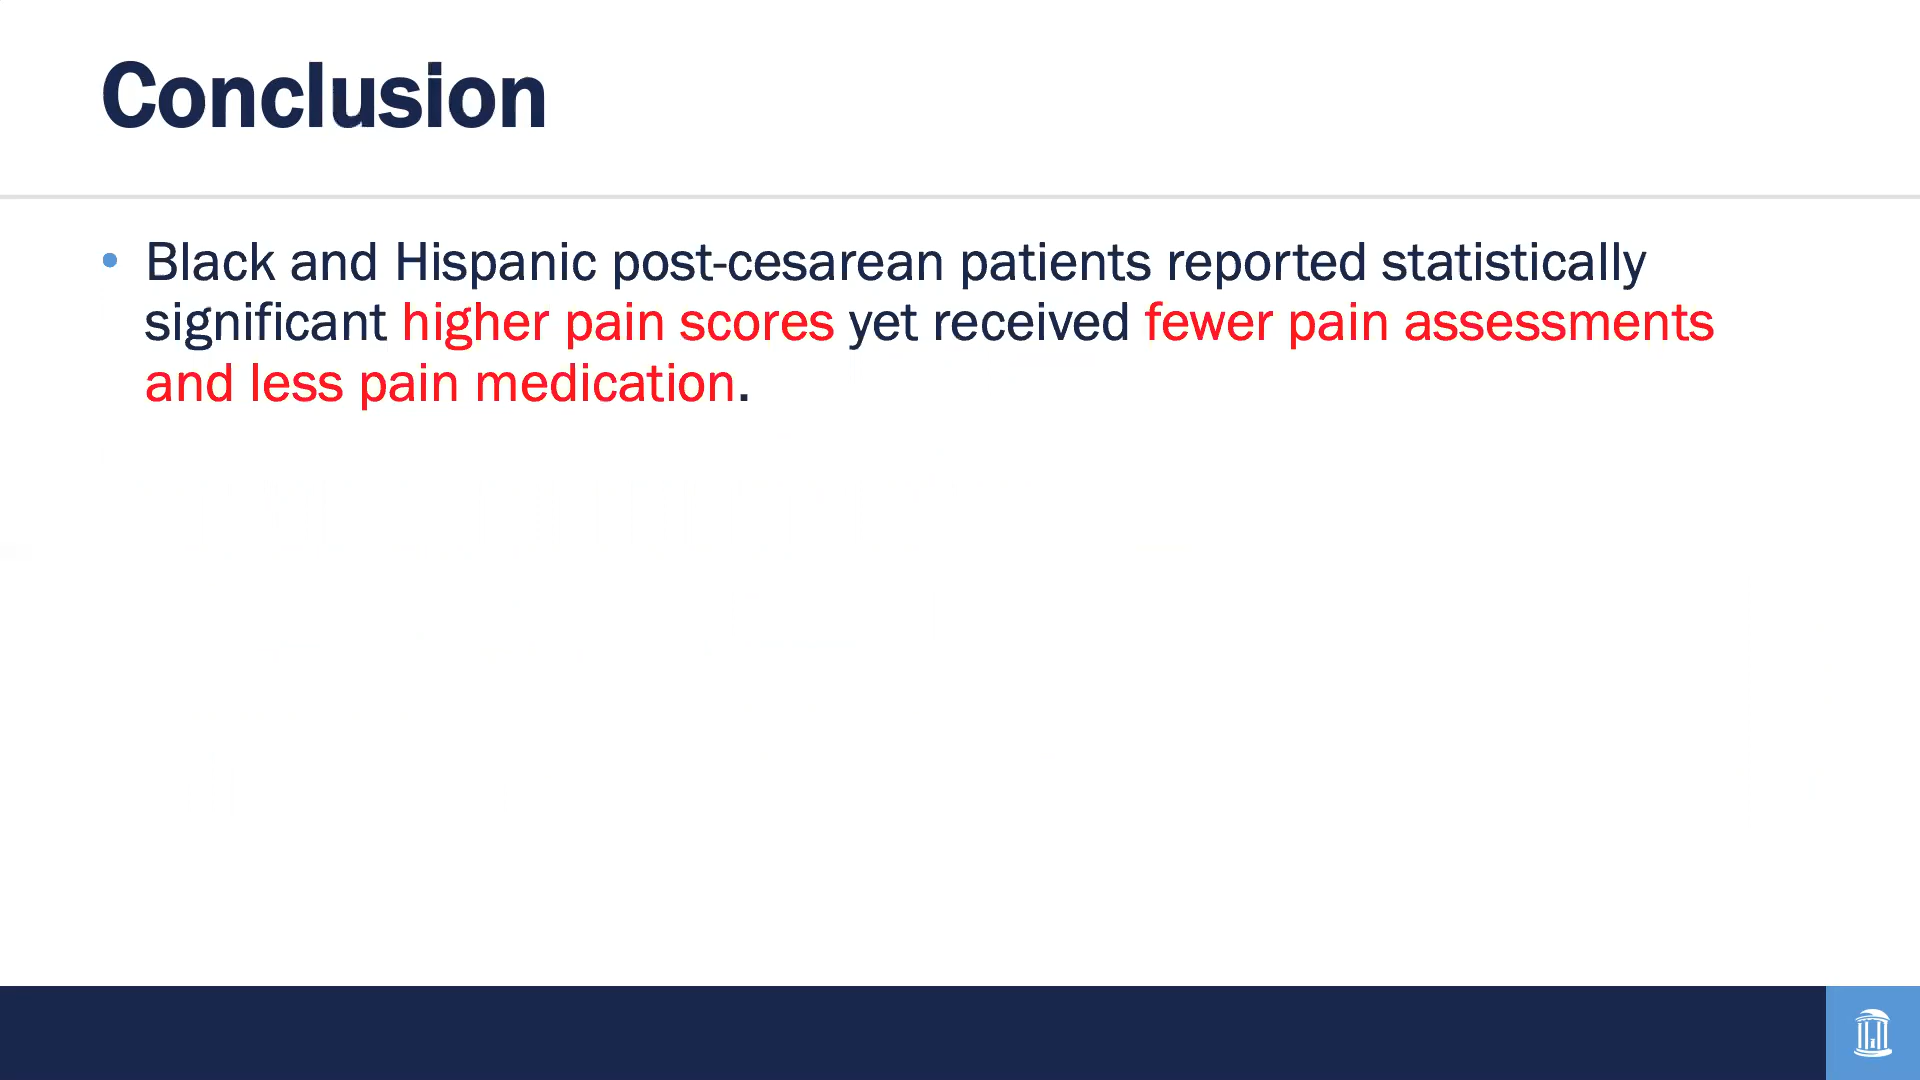 Conclusion
• Black and Hispanic post-cesarean patients reported statistically
significant higher pain scores yet received fewer pain assessments
and less pain medication.